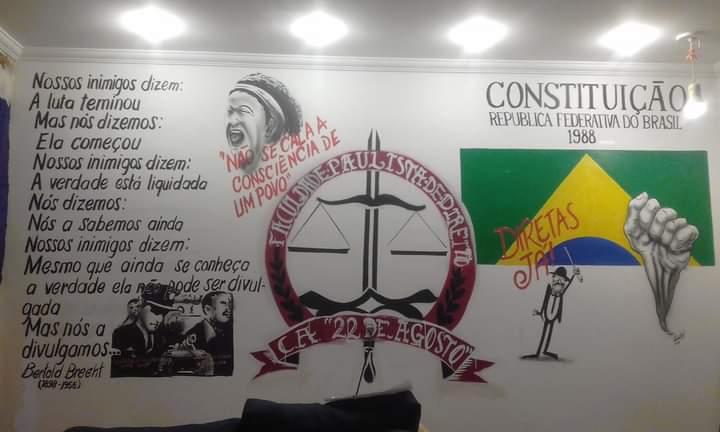 Nossos inimigos dizem:
A luta teminou
Mas nós dizemos:
Ela começou
Nossos inimigos dizem:
A verdade está liquidada
Nós dizemos:
Nós a sabemos ainda
Nossos inimigos dizem:
Mesmo que ainda se conheça
a verdade ela não pode ser divul-
gada
Mas nós a
divulgamos...
Bertold Brecht
(1898-1956)
"NÃO SE CALA A
CONSCIÊNCIA DE
UM POVO"
FACULDADE·PAULISTA·DE·DIREITO
C.A. "22 DE AGOSTO"
CONSTITUIÇÃO
REPUBLICA FEDERATIVA DO BRASIL
1988
DIRETAS
JÁ!